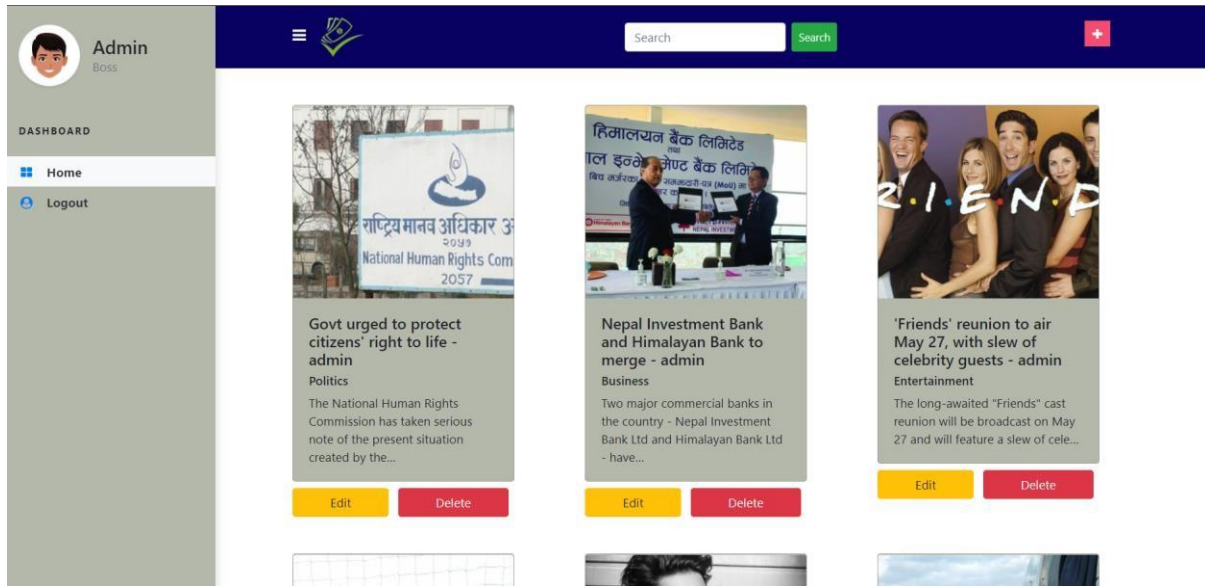 Admin
Boss
DASHBOARD
Home
Logout
Search
Search
+
राष्ट्रिय मानव अधिकार
२०५७
National Human Rights Com
2057
हिमालयन बैंक लिमिटेड
तथा
बैंक
(MoU)
FRIEND
Govt urged to protect
citizens' right to life -
admin
Politics
The National Human Rights
Commission has taken serious
note of the present situation
created by the...
Edit
Delete
Nepal Investment Bank
and Himalayan Bank to
merge - admin
Business
Two major commercial banks in
the country - Nepal Investment
Bank Ltd and Himalayan Bank Ltd
- have...
Edit
Delete
'Friends' reunion to air
May 27, with slew of
celebrity guests - admin
Entertainment
The long-awaited "Friends" cast
reunion will be broadcast on May
27 and will feature a slew of cele...
Edit
Delete